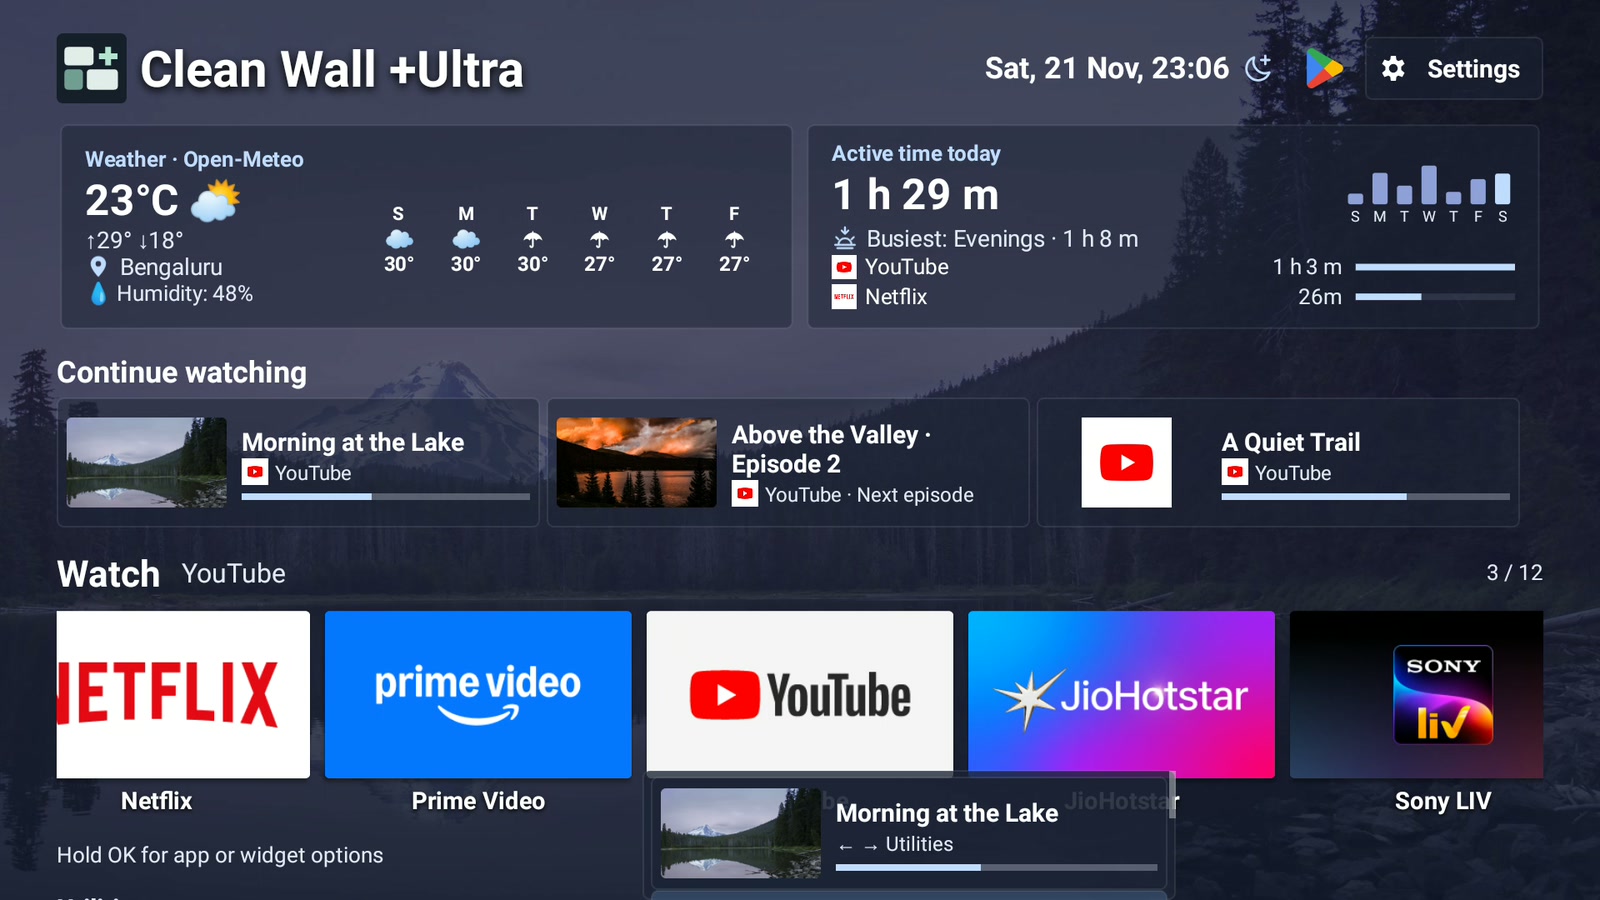 Clean Wall +Ultra
Sat, 21 Nov, 23:06
Settings
Weather · Open-Meteo
23°C
↑29° ↓18°
Bengaluru
Humidity: 48%
S M T W T F
30° 30° 30° 27° 27° 27°
Active time today
1 h 29 m
Busiest: Evenings · 1 h 8 m
S M T W T F S
YouTube 1 h 3 m
NETFLIX Netflix 26m
Continue watching
Morning at the Lake
YouTube
Above the Valley ·
Episode 2
YouTube · Next episode
A Quiet Trail
YouTube
Watch YouTube 3 / 12
NETFLIX
prime video
YouTube
JioHotstar
SONY
liv
Netflix
Prime Video
JioHotstar
Sony LIV
Morning at the Lake
← → Utilities
Hold OK for app or widget options